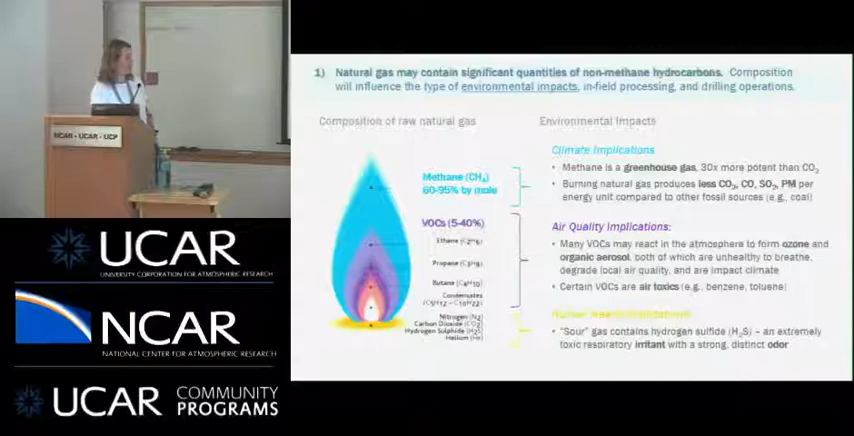 1) Natural gas may contain significant quantities of non-methane hydrocarbons. Composition
will influence the type of environmental impacts, in-field processing, and drilling operations.
Composition of raw natural gas
Environmental Impacts
Methane (CH4)
60-95% by mole
VOCs (5-40%)
Ethane (C2H6)
Propane (C3H8)
Butane (C4H10)
Condensates
(C5H12 - C10H22)
Nitrogen (N2)
Carbon Dioxide (CO2)
Hydrogen Sulphide (H2S)
Helium (He)
Climate Implications
• Methane is a greenhouse gas, 30x more potent than CO2
• Burning natural gas produces less CO2, CO, SO2, PM per
energy unit compared to other fossil sources (e.g., coal)
Air Quality Implications:
• Many VOCs may react in the atmosphere to form ozone and
organic aerosol, both of which are unhealthy to breathe,
degrade local air quality, and are impact climate
• Certain VOCs are air toxics (e.g., benzene, toluene)
• "Sour" gas contains hydrogen sulfide (H2S) – an extremely
toxic respiratory irritant with a strong, distinct odor
NCAR - UCAR - UCP
UCAR
UNIVERSITY CORPORATION FOR ATMOSPHERIC RESEARCH
NCAR
NATIONAL CENTER FOR ATMOSPHERIC RESEARCH
UCAR COMMUNITY
PROGRAMS